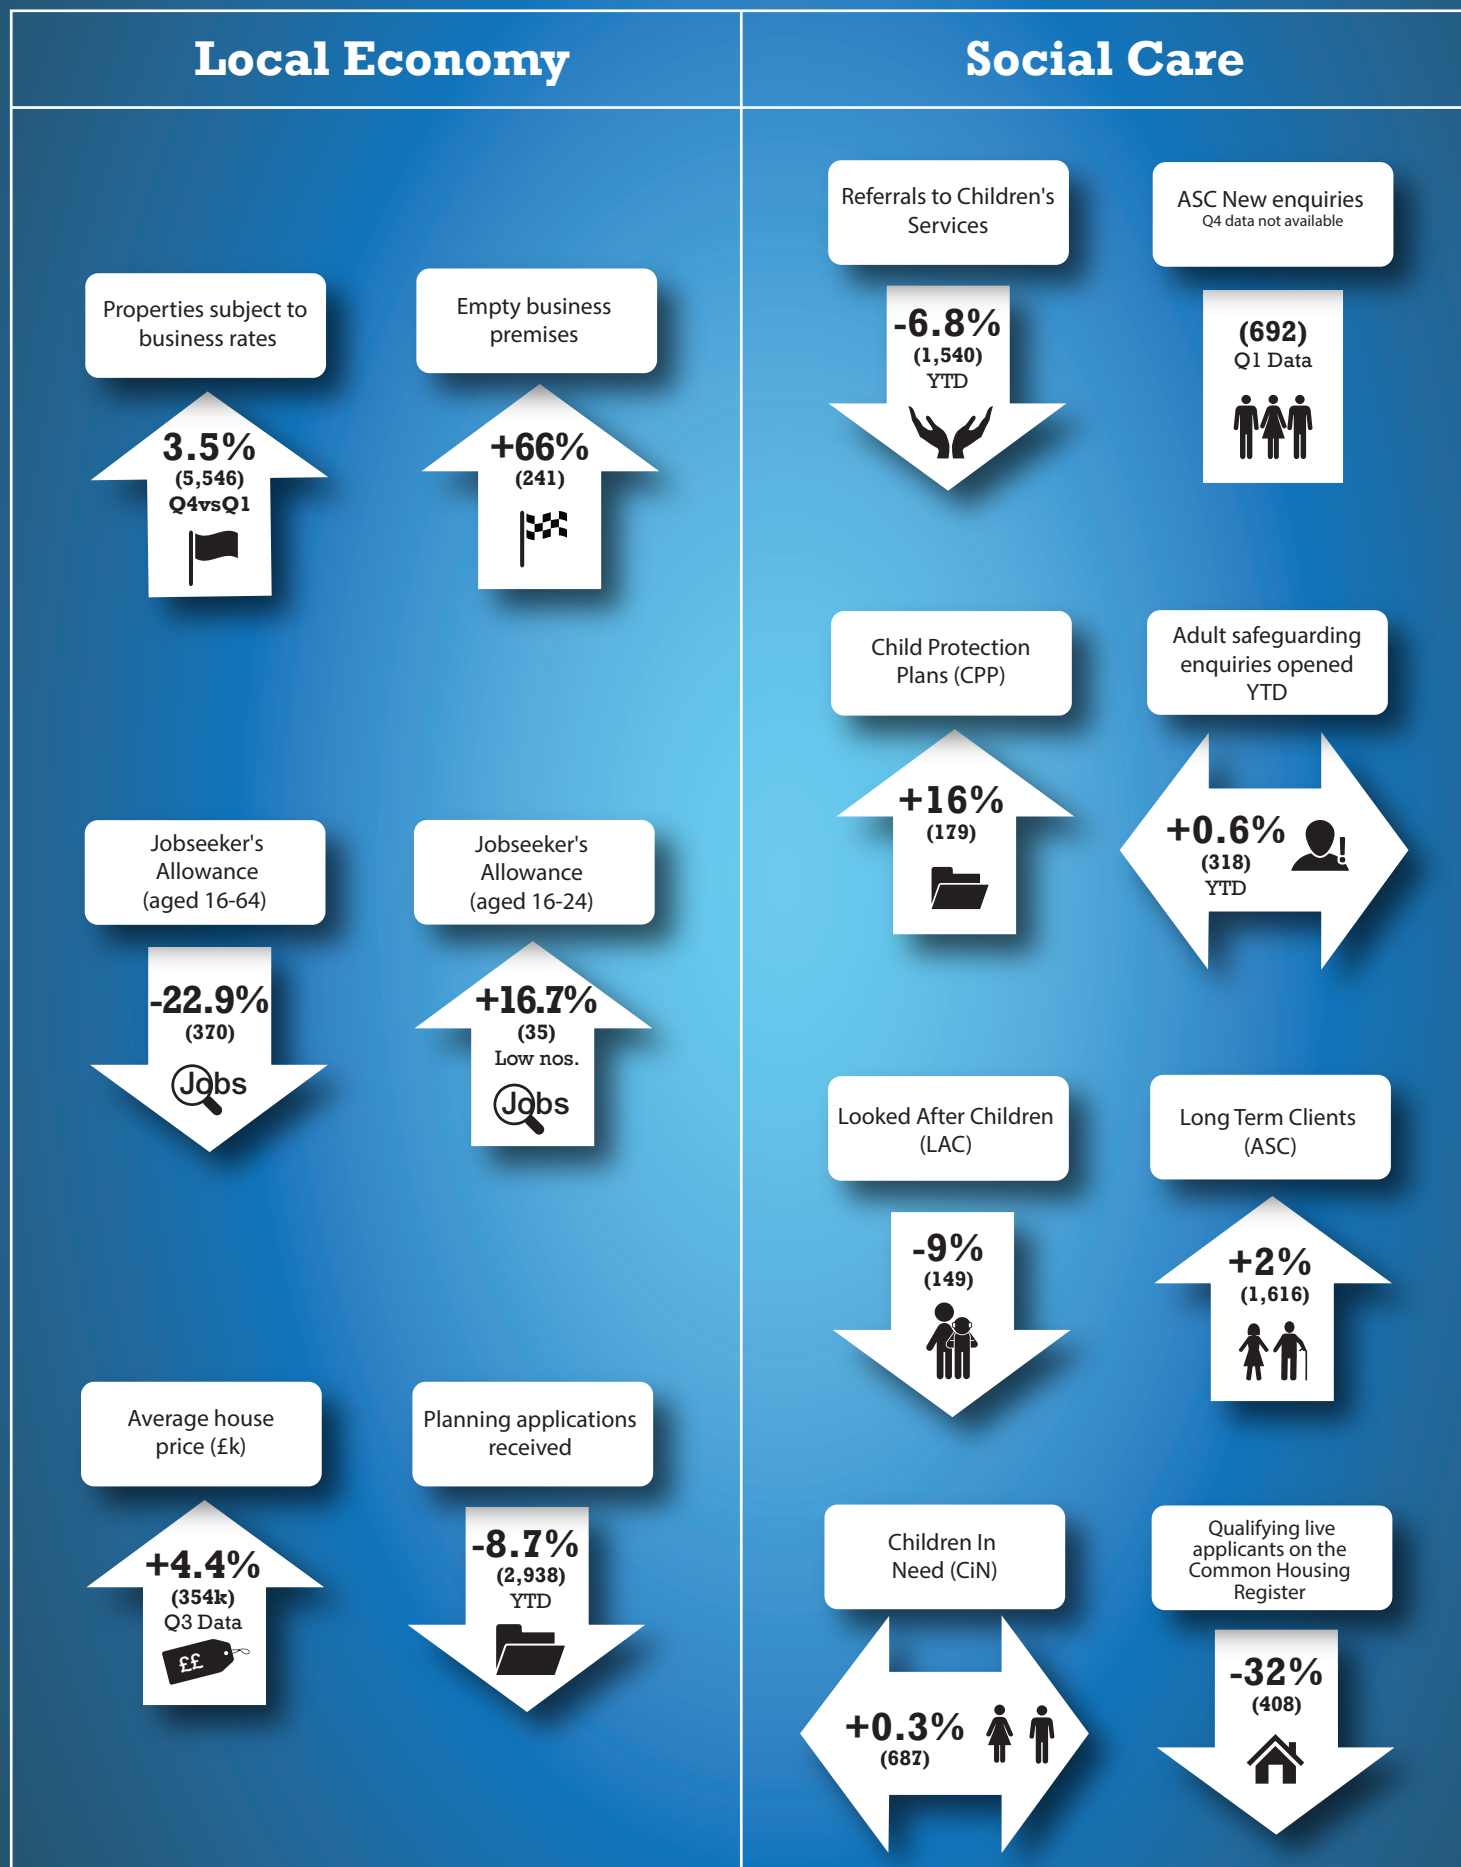 Local Economy
Properties subject to
business rates
3.5%
(5,546)
Q4vsQ1
Empty business
premises
+66%
(241)
Jobseeker's
Allowance
(aged 16-64)
-22.9%
(370)
Jobs
Jobseeker's
Allowance
(aged 16-24)
+16.7%
(35)
Low nos.
Jobs
Average house
price (£k)
+4.4%
(354k)
Q3 Data
££
Planning applications
received
-8.7%
(2,938)
YTD
Social Care
Referrals to Children's
Services
-6.8%
(1,540)
YTD
ASC New enquiries
Q4 data not available
(692)
Q1 Data
Child Protection
Plans (CPP)
+16%
(179)
Adult safeguarding
enquiries opened
YTD
+0.6%
(318)
YTD
!
Looked After Children
(LAC)
-9%
(149)
Long Term Clients
(ASC)
+2%
(1,616)
Children In
Need (CiN)
+0.3%
(687)
Qualifying live
applicants on the
Common Housing
Register
-32%
(408)